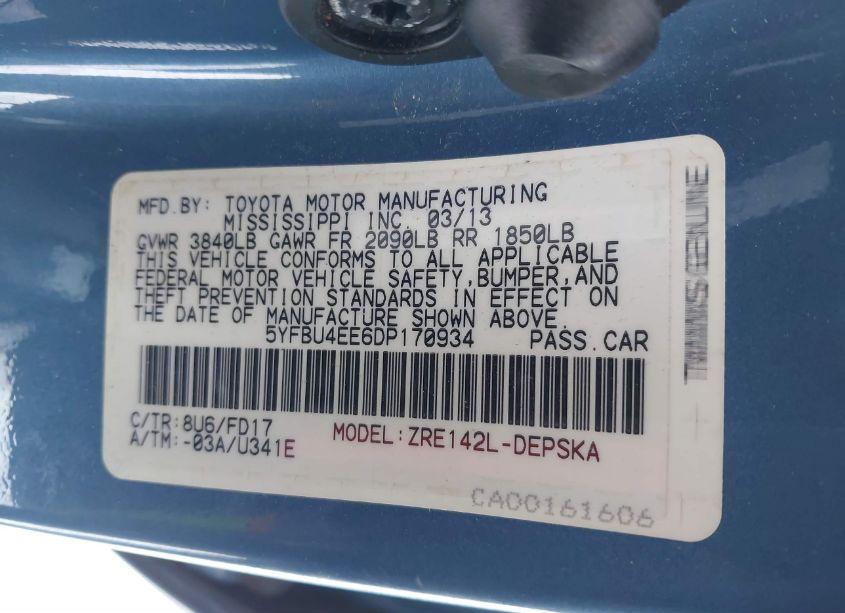 MFD.BY: TOYOTA MOTOR MANUFACTURING
MISSISSIPPI INC. 03/13
GVWR 3840LB GAWR FR 2090LB RR 1850LB
THIS VEHICLE CONFORMS TO ALL APPLICABLE
FEDERAL MOTOR VEHICLE SAFETY,BUMPER,AND
THEFT PREVENTION STANDARDS IN EFFECT ON
THE DATE OF MANUFACTURE SHOWN ABOVE.
5YFBU4EE6DP170934 PASS.CAR
C/TR:8U6/FD17
A/TM:-03A/U341E
MODEL:ZRE142L-DEPSKA
CA00161606